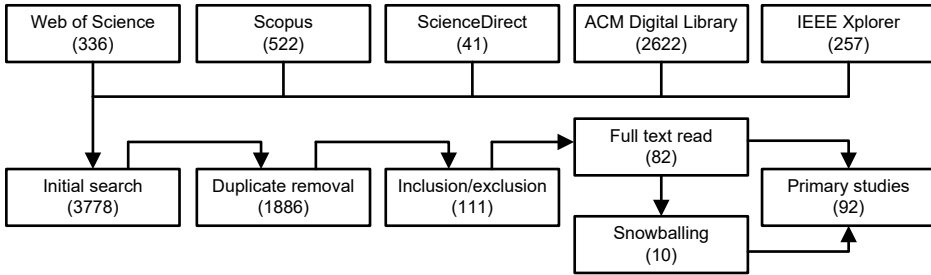 Web of Science
(336)
Scopus
(522)
ScienceDirect
(41)
ACM Digital Library
(2622)
IEEE Xplorer
(257)
Initial search
(3778)
Duplicate removal
(1886)
Inclusion/exclusion
(111)
Full text read
(82)
Snowballing
(10)
Primary studies
(92)